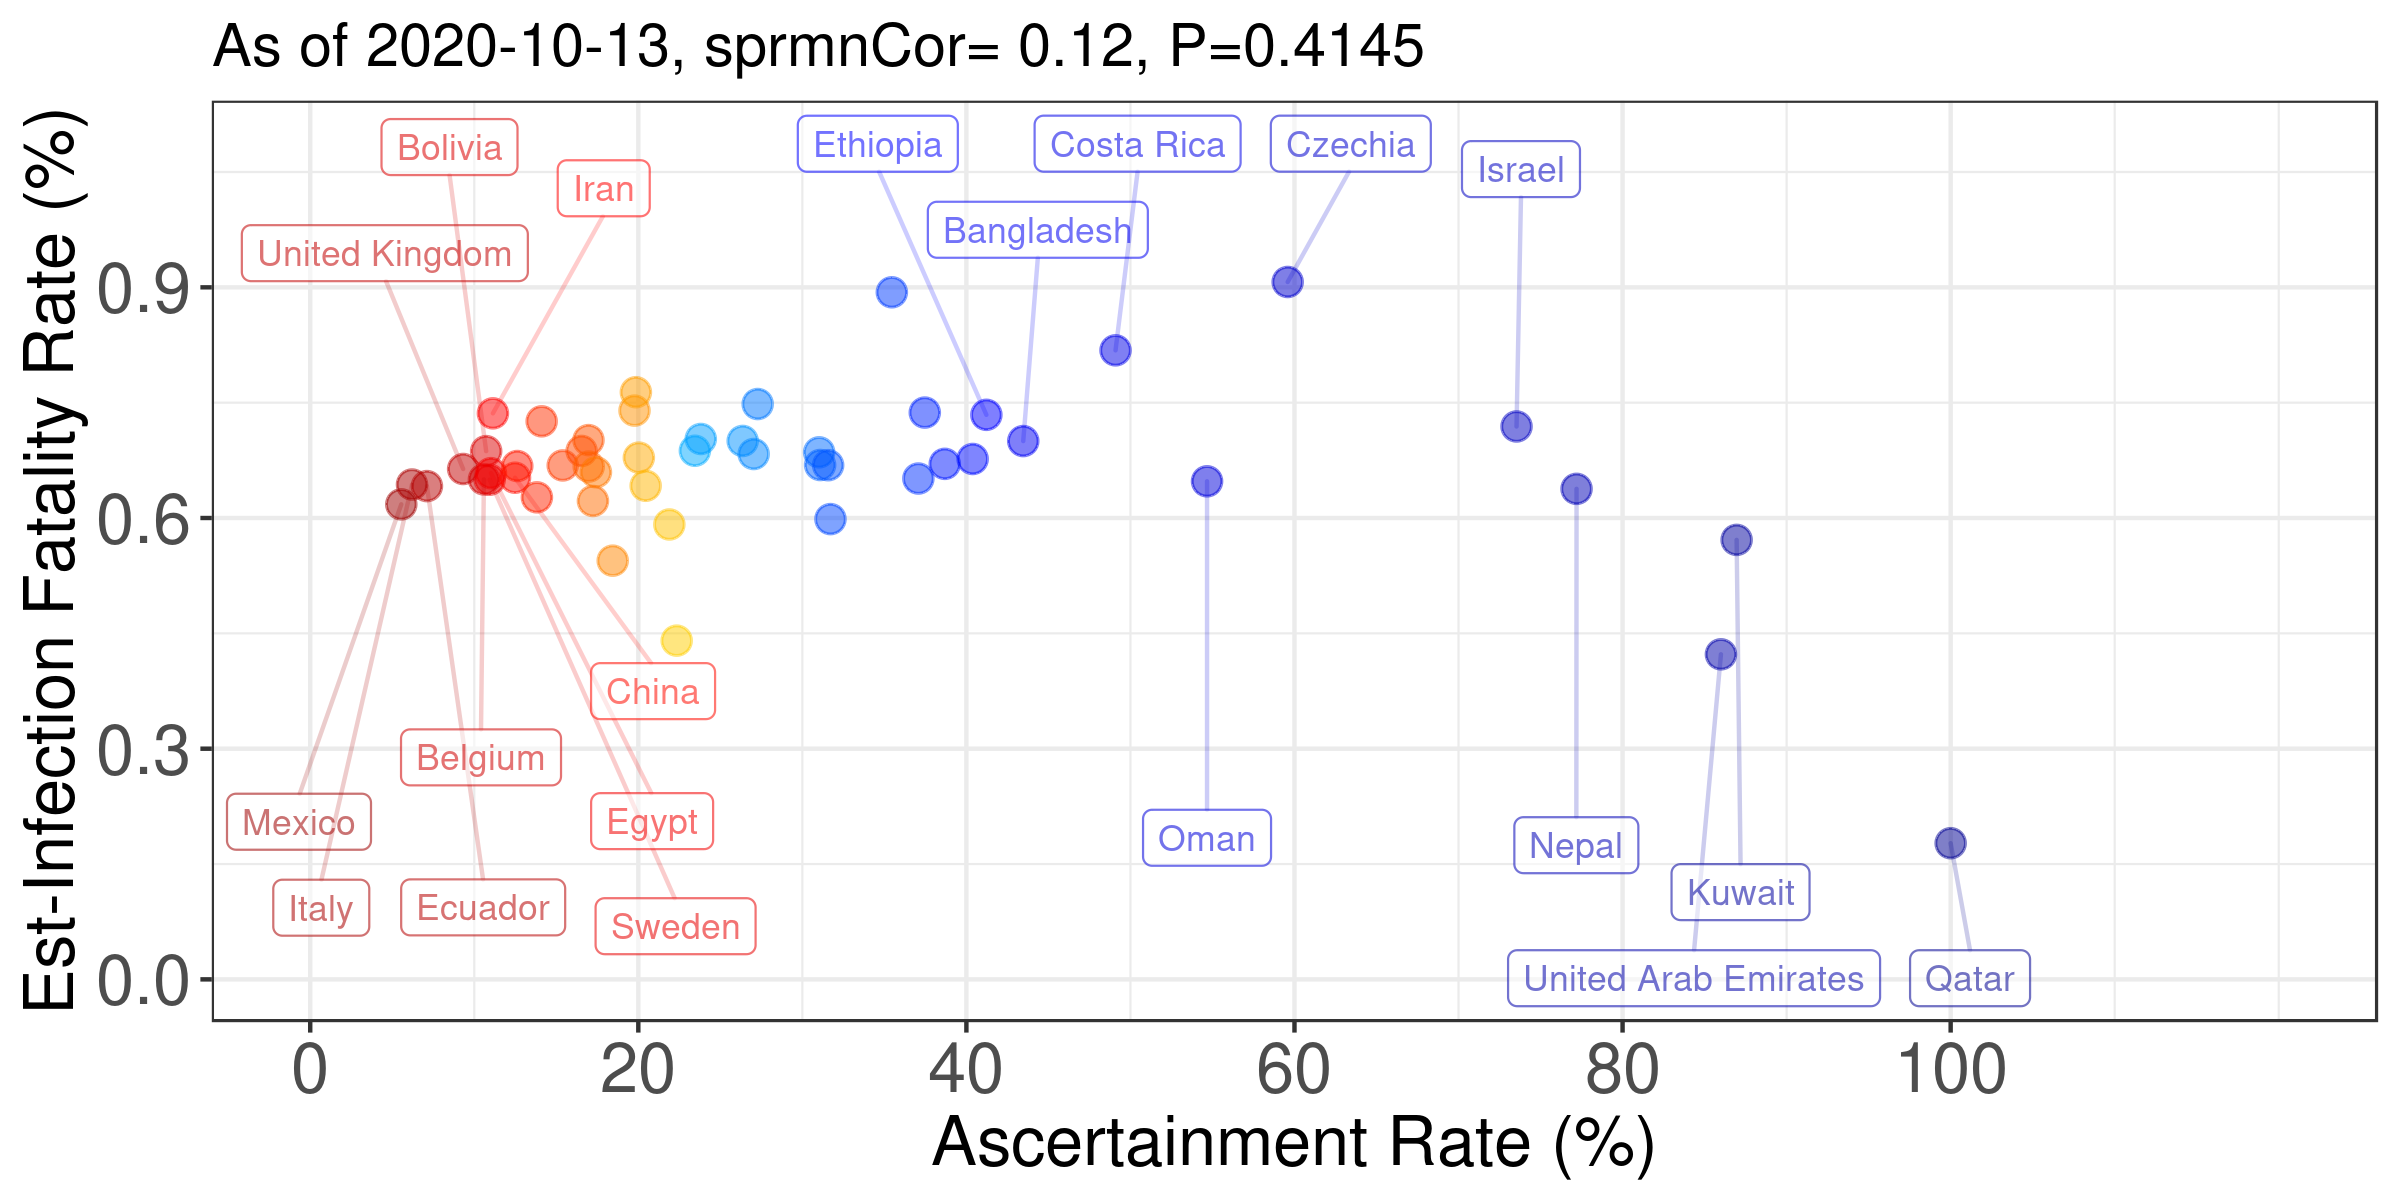 As of 2020-10-13, sprmnCor= 0.12, P=0.4145
Est-Infection Fatality Rate (%)
0.9
0.6
0.3
0.0
Bolivia
Iran
United Kingdom
Ethiopia
Costa Rica
Czechia
Israel
Bangladesh
China
Belgium
Mexico
Egypt
Oman
Nepal
Kuwait
Italy
Ecuador
Sweden
United Arab Emirates
Qatar
0 20 40 60 80 100
Ascertainment Rate (%)